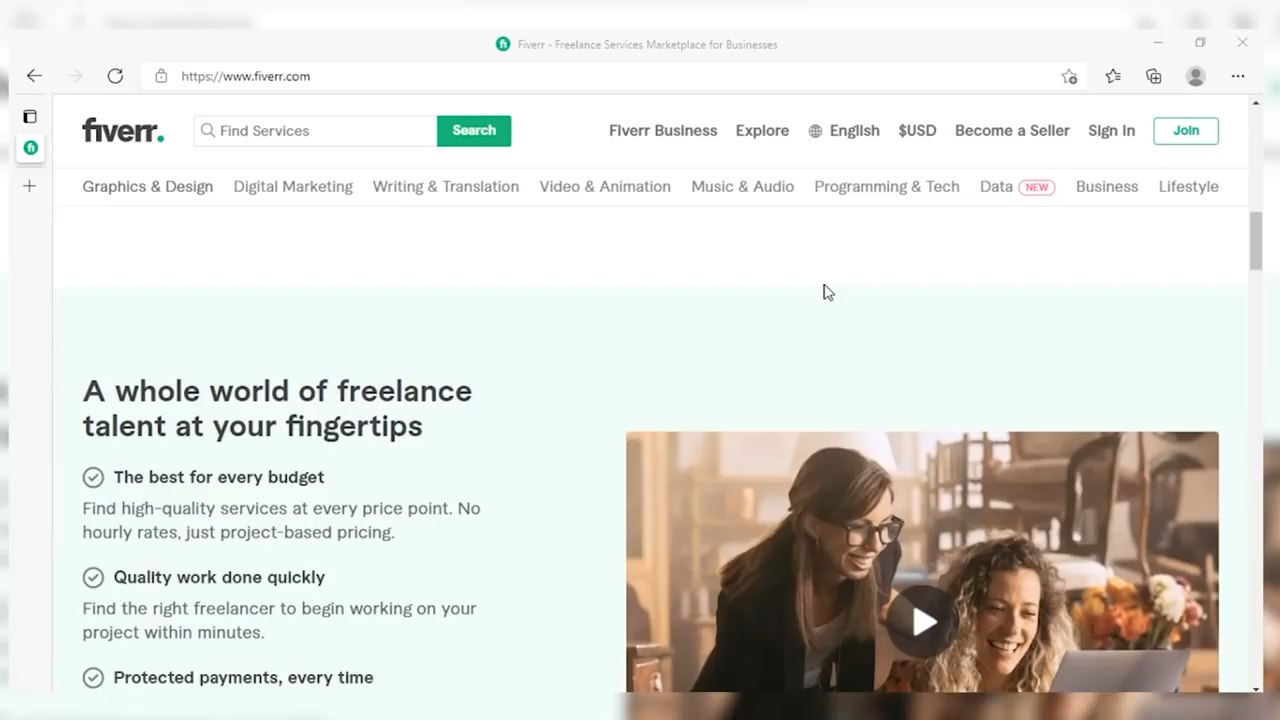 Fiverr - Freelance Services Marketplace for Businesses
https://www.fiverr.com
fiverr. Find Services Search Fiverr Business Explore English $USD Become a Seller Sign In Join
Graphics & Design Digital Marketing Writing & Translation Video & Animation Music & Audio Programming & Tech Data NEW Business Lifestyle
A whole world of freelance
talent at your fingertips
The best for every budget
Find high-quality services at every price point. No
hourly rates, just project-based pricing.
Quality work done quickly
Find the right freelancer to begin working on your
project within minutes.
Protected payments, every time